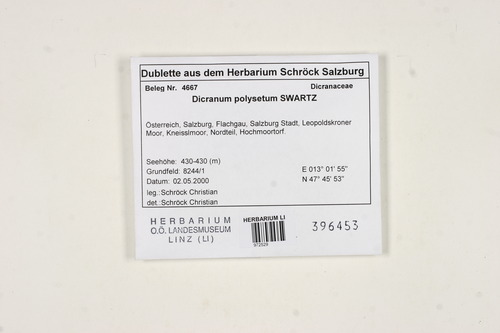 Dublette aus dem Herbarium Schröck Salzburg
Beleg Nr. 4667 Dicranaceae
Dicranum polysetum SWARTZ
Österreich, Salzburg, Flachgau, Salzburg Stadt, Leopoldskroner
Moor, Kneisslmoor, Nordteil, Hochmoortorf.
Seehöhe: 430-430 (m)
Grundfeld: 8244/1 E 013° 01' 55"
Datum: 02.05.2000 N 47° 45' 53"
leg.:Schröck Christian
det.:Schröck Christian
HERBARIUM
O.Ö. LANDESMUSEUM
LINZ (LI)
HERBARIUM LI
972929
396453